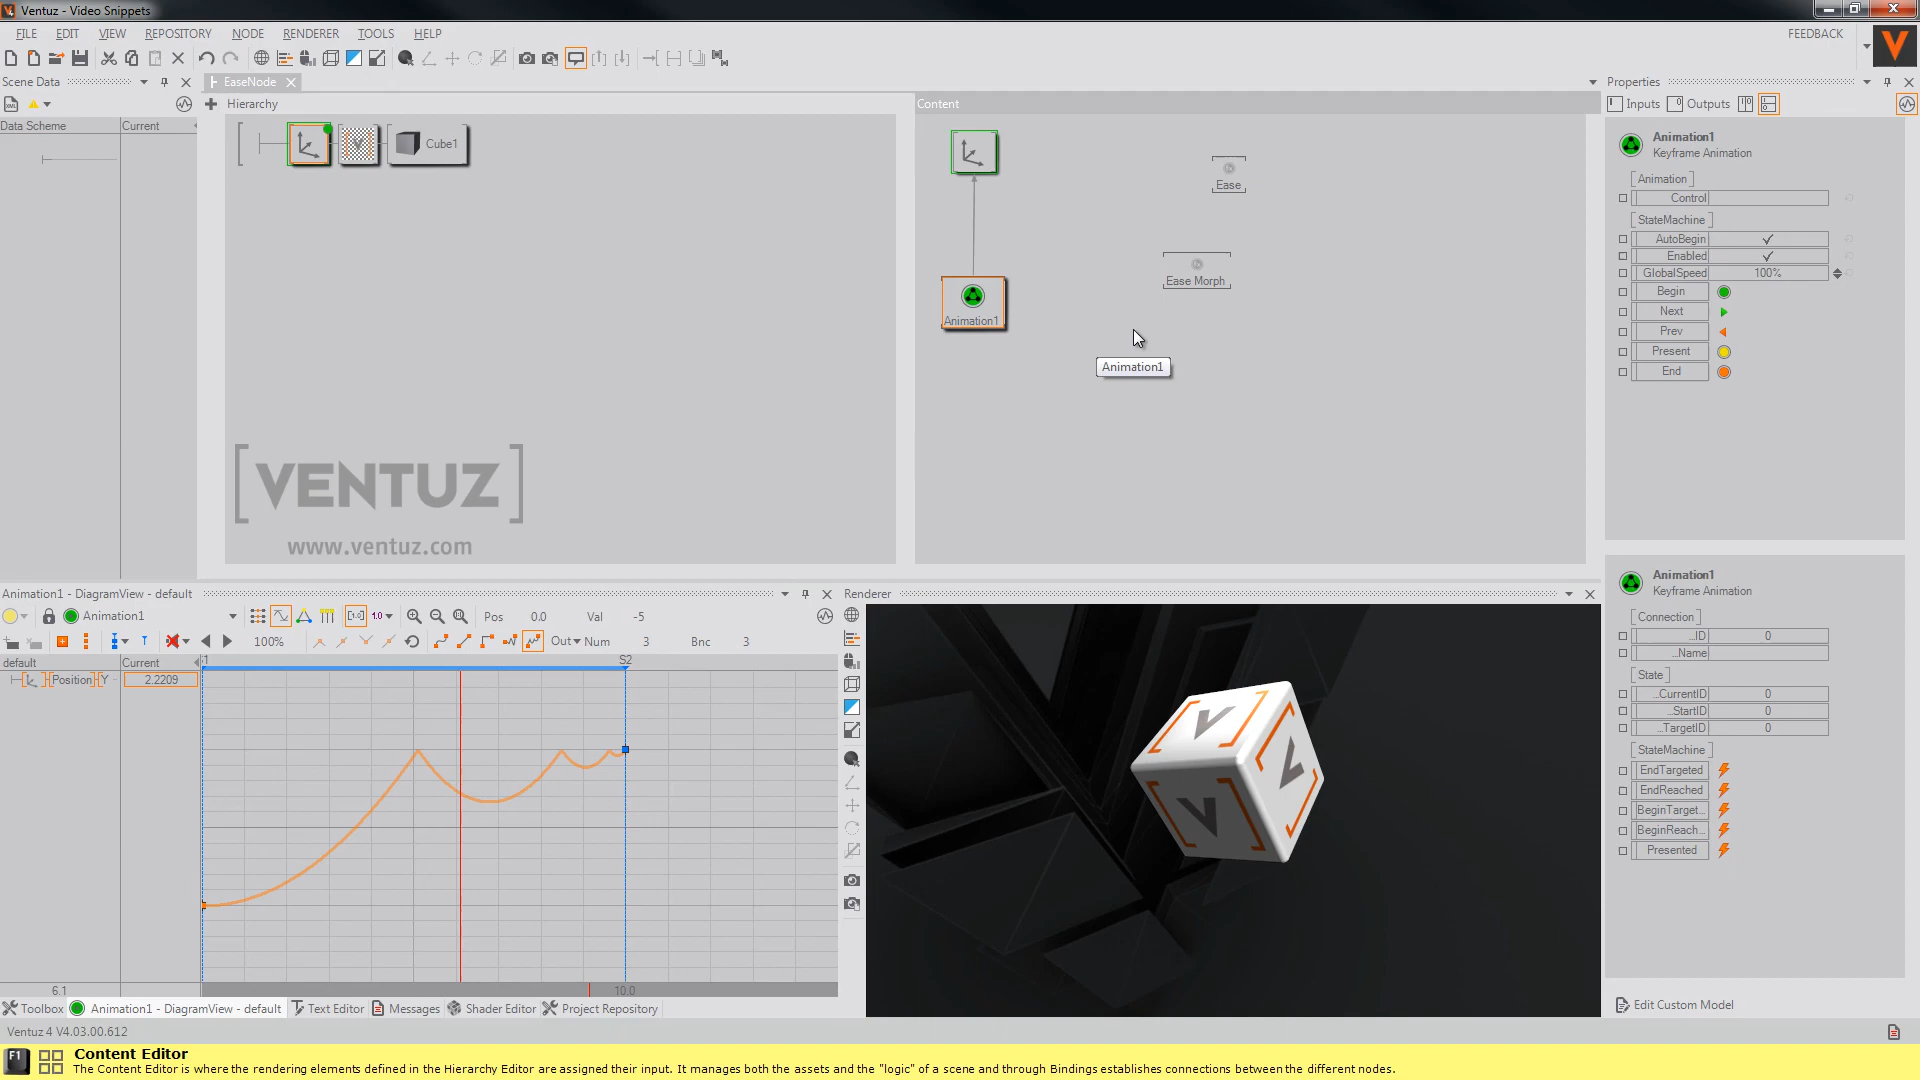 Ventuz - Video Snippets
FILE EDIT VIEW REPOSITORY NODE RENDERER TOOLS HELP
FEEDBACK
Scene Data
EaseNode
Properties
Hierarchy
Content
Inputs Outputs
Data Scheme Current
Cube1
Ease
Ease Morph
Animation1
Animation1
Animation1
Keyframe Animation
Animation
Control
StateMachine
AutoBegin
Enabled
GlobalSpeed 100%
Begin
Next
Prev
Present
End
[VENTUZ]
www.ventuz.com
Animation1 - DiagramView - default
Renderer
Animation1
1.0
Pos 0.0 Val -5
100%
Out Num 3 Bnc 3
default Current
S2
Position Y 2.2209
6.1
10.0
Animation1
Keyframe Animation
Connection
...ID 0
...Name
State
...CurrentID 0
...StartID 0
...TargetID 0
StateMachine
EndTargeted
EndReached
BeginTarget...
BeginReach...
Presented
Edit Custom Model
Toolbox Animation1 - DiagramView - default Text Editor Messages Shader Editor Project Repository
Ventuz 4 V4.03.00.612
F1
Content Editor
The Content Editor is where the rendering elements defined in the Hierarchy Editor are assigned their input. It manages both the assets and the "logic" of a scene and through Bindings establishes connections between the different nodes.